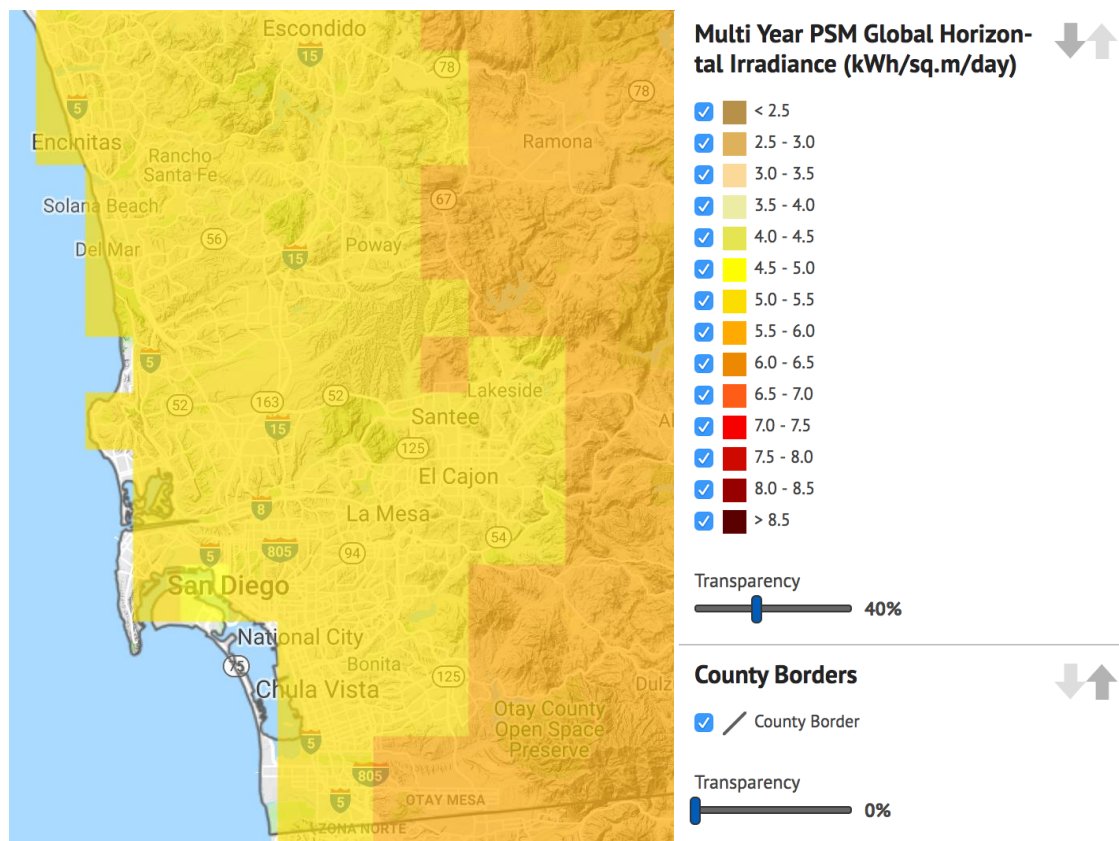 Escondido
15
78
78
5
Encinitas
Ramona
Rancho
Santa Fe
67
Solana Beach
56
Del Mar
Poway
15
5
Lakeside
52
163
52
Santee
15
125
El Cajon
8
La Mesa
54
5
805
94
San Diego
National City
75
Bonita
125
Chula Vista
Dulz
Otay County
Open Space
Preserve
5
805
5
OTAY MESA
ZONA NORTE
Al
Multi Year PSM Global Horizon-
tal Irradiance (kWh/sq.m/day)
< 2.5
2.5 - 3.0
3.0 - 3.5
3.5 - 4.0
4.0 - 4.5
4.5 - 5.0
5.0 - 5.5
5.5 - 6.0
6.0 - 6.5
6.5 - 7.0
7.0 - 7.5
7.5 - 8.0
8.0 - 8.5
> 8.5
Transparency
40%
County Borders
County Border
Transparency
0%